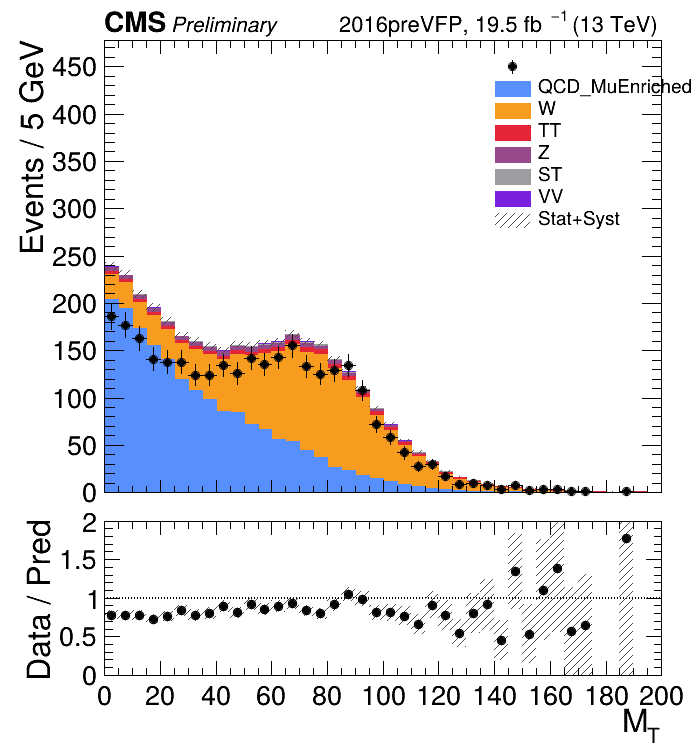 CMS Preliminary 2016preVFP, 19.5 fb ⁻¹ (13 TeV)
Events / 5 GeV
450
400
350
300
250
200
150
100
50
0
QCD_MuEnriched
W
TT
Z
ST
VV
Stat+Syst
Data / Pred
2
1.5
1
0.5
0
0 20 40 60 80 100 120 140 160 180 200
M_T